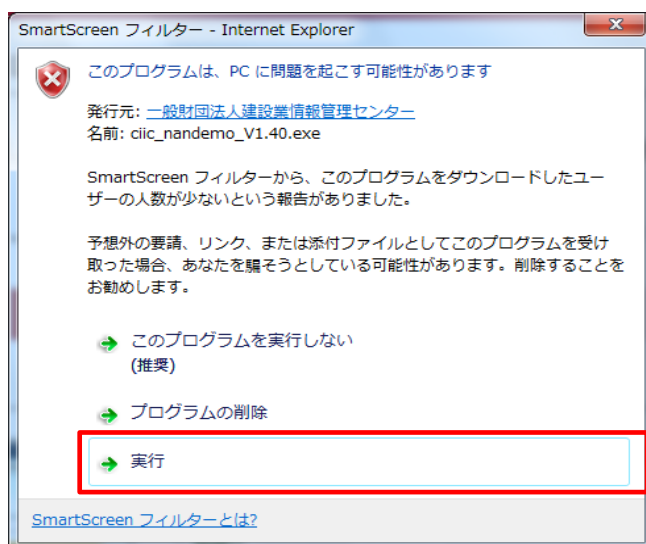 SmartScreen フィルター - Internet Explorer
このプログラムは、PC に問題を起こす可能性があります
発行元: 一般財団法人建設業情報管理センター
名前: ciic_nandemo_V1.40.exe
SmartScreen フィルターから、このプログラムをダウンロードしたユー
ザーの人数が少ないという報告がありました。
予想外の要請、リンク、または添付ファイルとしてこのプログラムを受け
取った場合、あなたを騙そうとしている可能性があります。削除することを
お勧めします。
このプログラムを実行しない
(推奨)
プログラムの削除
実行
SmartScreen フィルターとは?